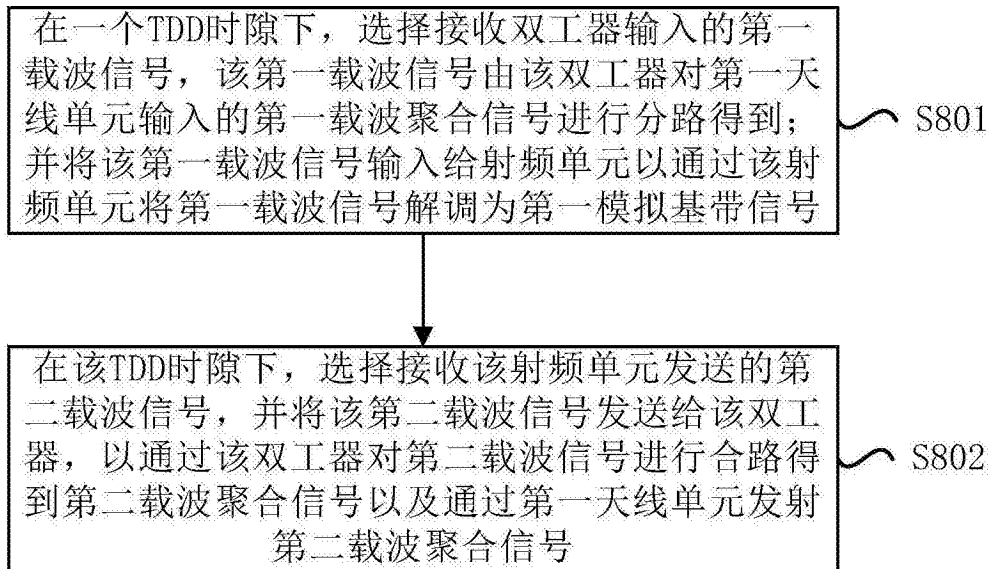 在一个TDD时隙下，选择接收双工器输入的第一
载波信号，该第一载波信号由该双工器对第一天
线单元输入的第一载波聚合信号进行分路得到；
并将该第一载波信号输入给射频单元以通过该射
频单元将第一载波信号解调为第一模拟基带信号
S801
在该TDD时隙下，选择接收该射频单元发送的第
二载波信号，并将该第二载波信号发送给该双工
器，以通过该双工器对第二载波信号进行合路得
到第二载波聚合信号以及通过第一天线单元发射
第二载波聚合信号
S802